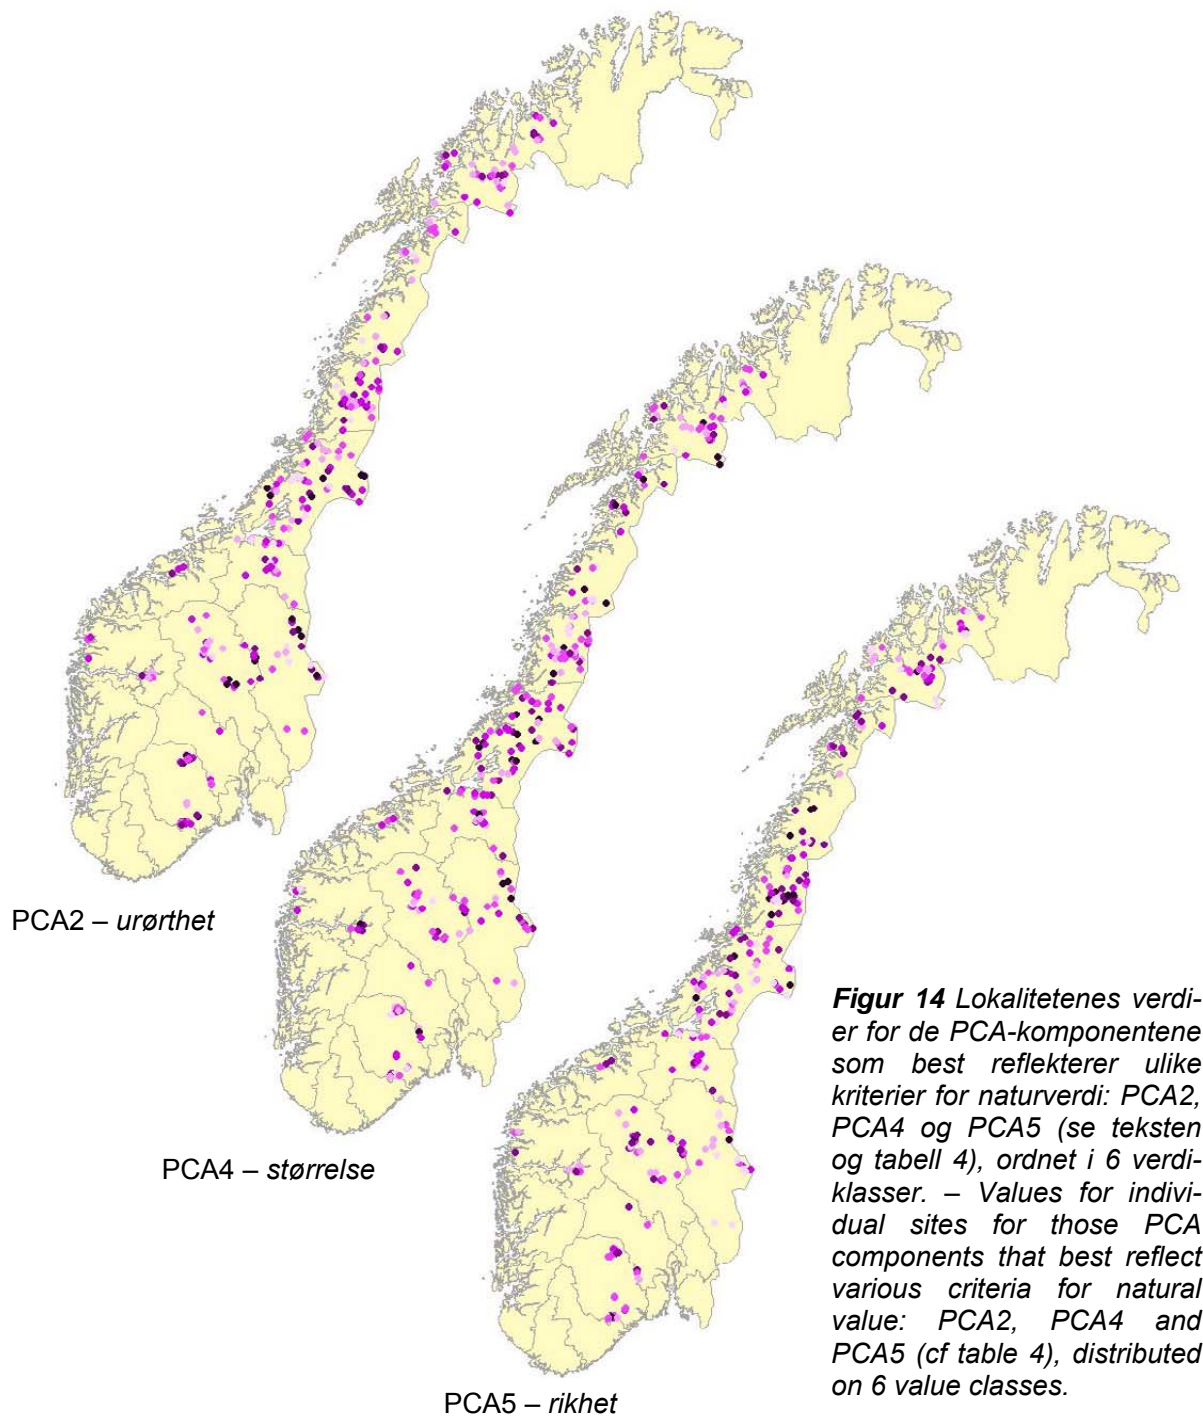 PCA2 – urørthet
PCA4 – størrelse
PCA5 – rikhet
Figur 14 Lokalitetenes verdi-
er for de PCA-komponentene
som best reflekterer ulike
kriterier for naturverdi: PCA2,
PCA4 og PCA5 (se teksten
og tabell 4), ordnet i 6 verdi-
klasser. – Values for indivi-
dual sites for those PCA
components that best reflect
various criteria for natural
value: PCA2, PCA4 and
PCA5 (cf table 4), distributed
on 6 value classes.